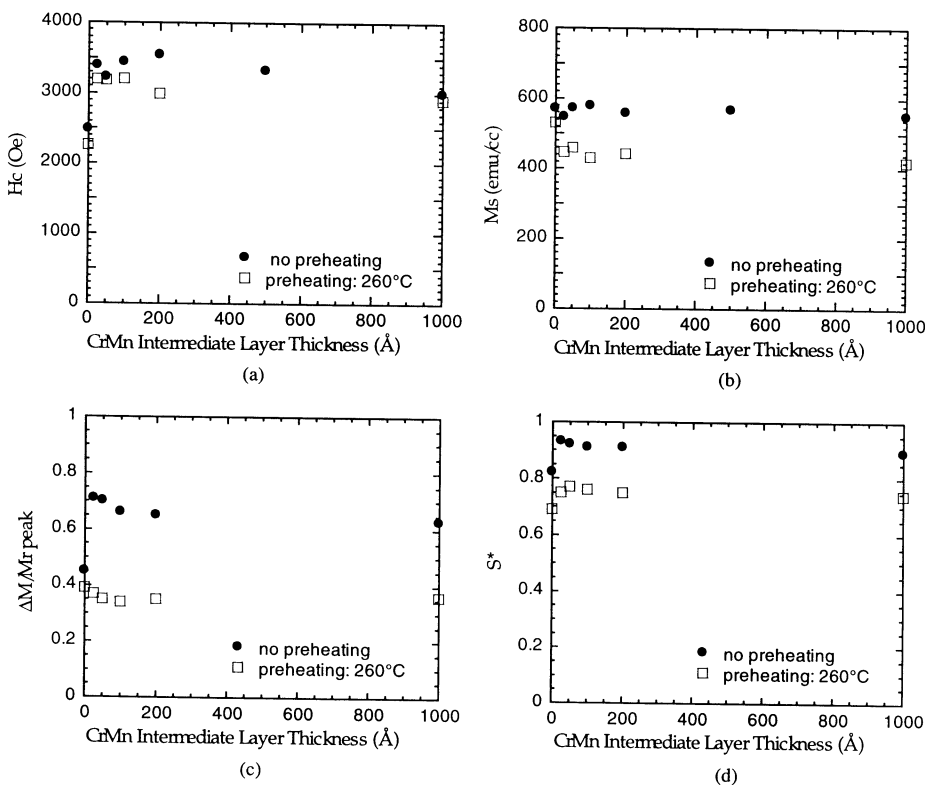 4000
3000
2000
1000
0
Hc (Oe)
no preheating
preheating: 260°C
0 200 400 600 800 1000
CrMn Intermediate Layer Thickness (Å)
(a)
800
600
400
200
0
Ms (emu/cc)
no preheating
preheating: 260°C
0 200 400 600 800 1000
CrMn Intermediate Layer Thickness (Å)
(b)
1
0.8
0.6
0.4
0.2
0
ΔM/Mr peak
no preheating
preheating: 260°C
0 200 400 600 800 1000
CrMn Intermediate Layer Thickness (Å)
(c)
1
0.8
0.6
0.4
0.2
0
S*
no preheating
preheating: 260°C
0 200 400 600 800 1000
CrMn Intermediate Layer Thickness (Å)
(d)